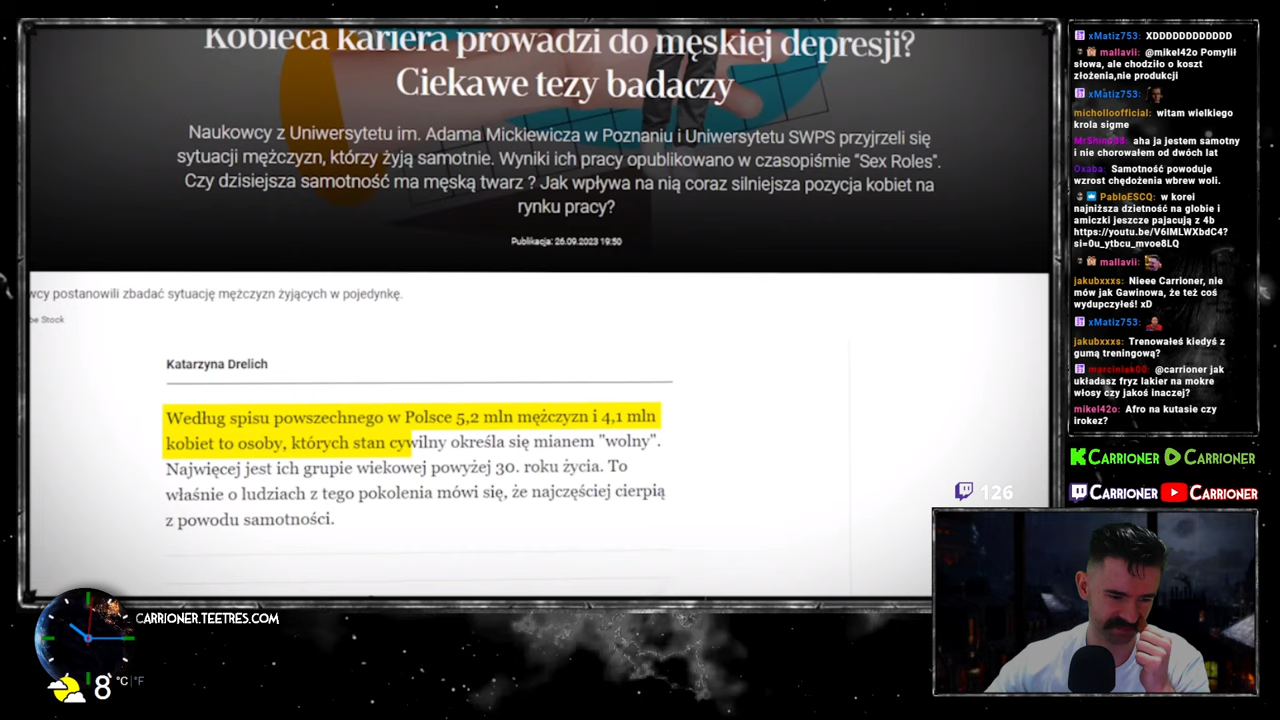 Kobieca kariera prowadzi do męskiej depresji?
Ciekawe tezy badaczy
Naukowcy z Uniwersytetu im. Adama Mickiewicza w Poznaniu i Uniwersytetu SWPS przyjrzeli się
sytuacji mężczyzn, którzy żyją samotnie. Wyniki ich pracy opublikowano w czasopiśmie "Sex Roles".
Czy dzisiejsza samotność ma męską twarz ? Jak wpływa na nią coraz silniejsza pozycja kobiet na
rynku pracy?
Publikacja: 26.09.2023 19:50
wcy postanowili zbadać sytuację mężczyzn żyjących w pojedynkę.
be Stock
Katarzyna Drelich
Według spisu powszechnego w Polsce 5,2 mln mężczyzn i 4,1 mln
kobiet to osoby, których stan cywilny określa się mianem "wolny".
Najwięcej jest ich grupie wiekowej powyżej 30. roku życia. To
właśnie o ludziach z tego pokolenia mówi się, że najczęściej cierpią
z powodu samotności.
126
CARRIONER.TEETRES.COM
8 °C °F
xMatiz753: XDDDDDDDDDDDD
mallavii: @mikel42o Pomylił
słowa, ale chodziło o koszt
złożenia,nie produkcji
xMatiz753:
micholloofficial: witam wielkiego
krola sigme
aha ja jestem samotny
i nie chorowałem od dwóch lat
Oxaba: Samotność powoduje
wzrost chędożenia wbrew woli.
PabloESCQ: w korei
najniższa dzietność na globie i
amiczki jeszcze pajacują z 4b
https://youtu.be/V6lMLWXbdC4?
si=0u_ytbcu_mvoe8LQ
mallavii:
jakubxxxs: Nieee Carrioner, nie
mów jak Gawinowa, że też coś
wydupczyłeś! xD
xMatiz753:
jakubxxxs: Trenowałeś kiedyś z
gumą treningową?
marciniak00: @carrioner jak
układasz fryz lakier na mokre
włosy czy jakoś inaczej?
mikel42o: Afro na kutasie czy
irokez?
CARRIONER CARRIONER
CARRIONER CARRIONER